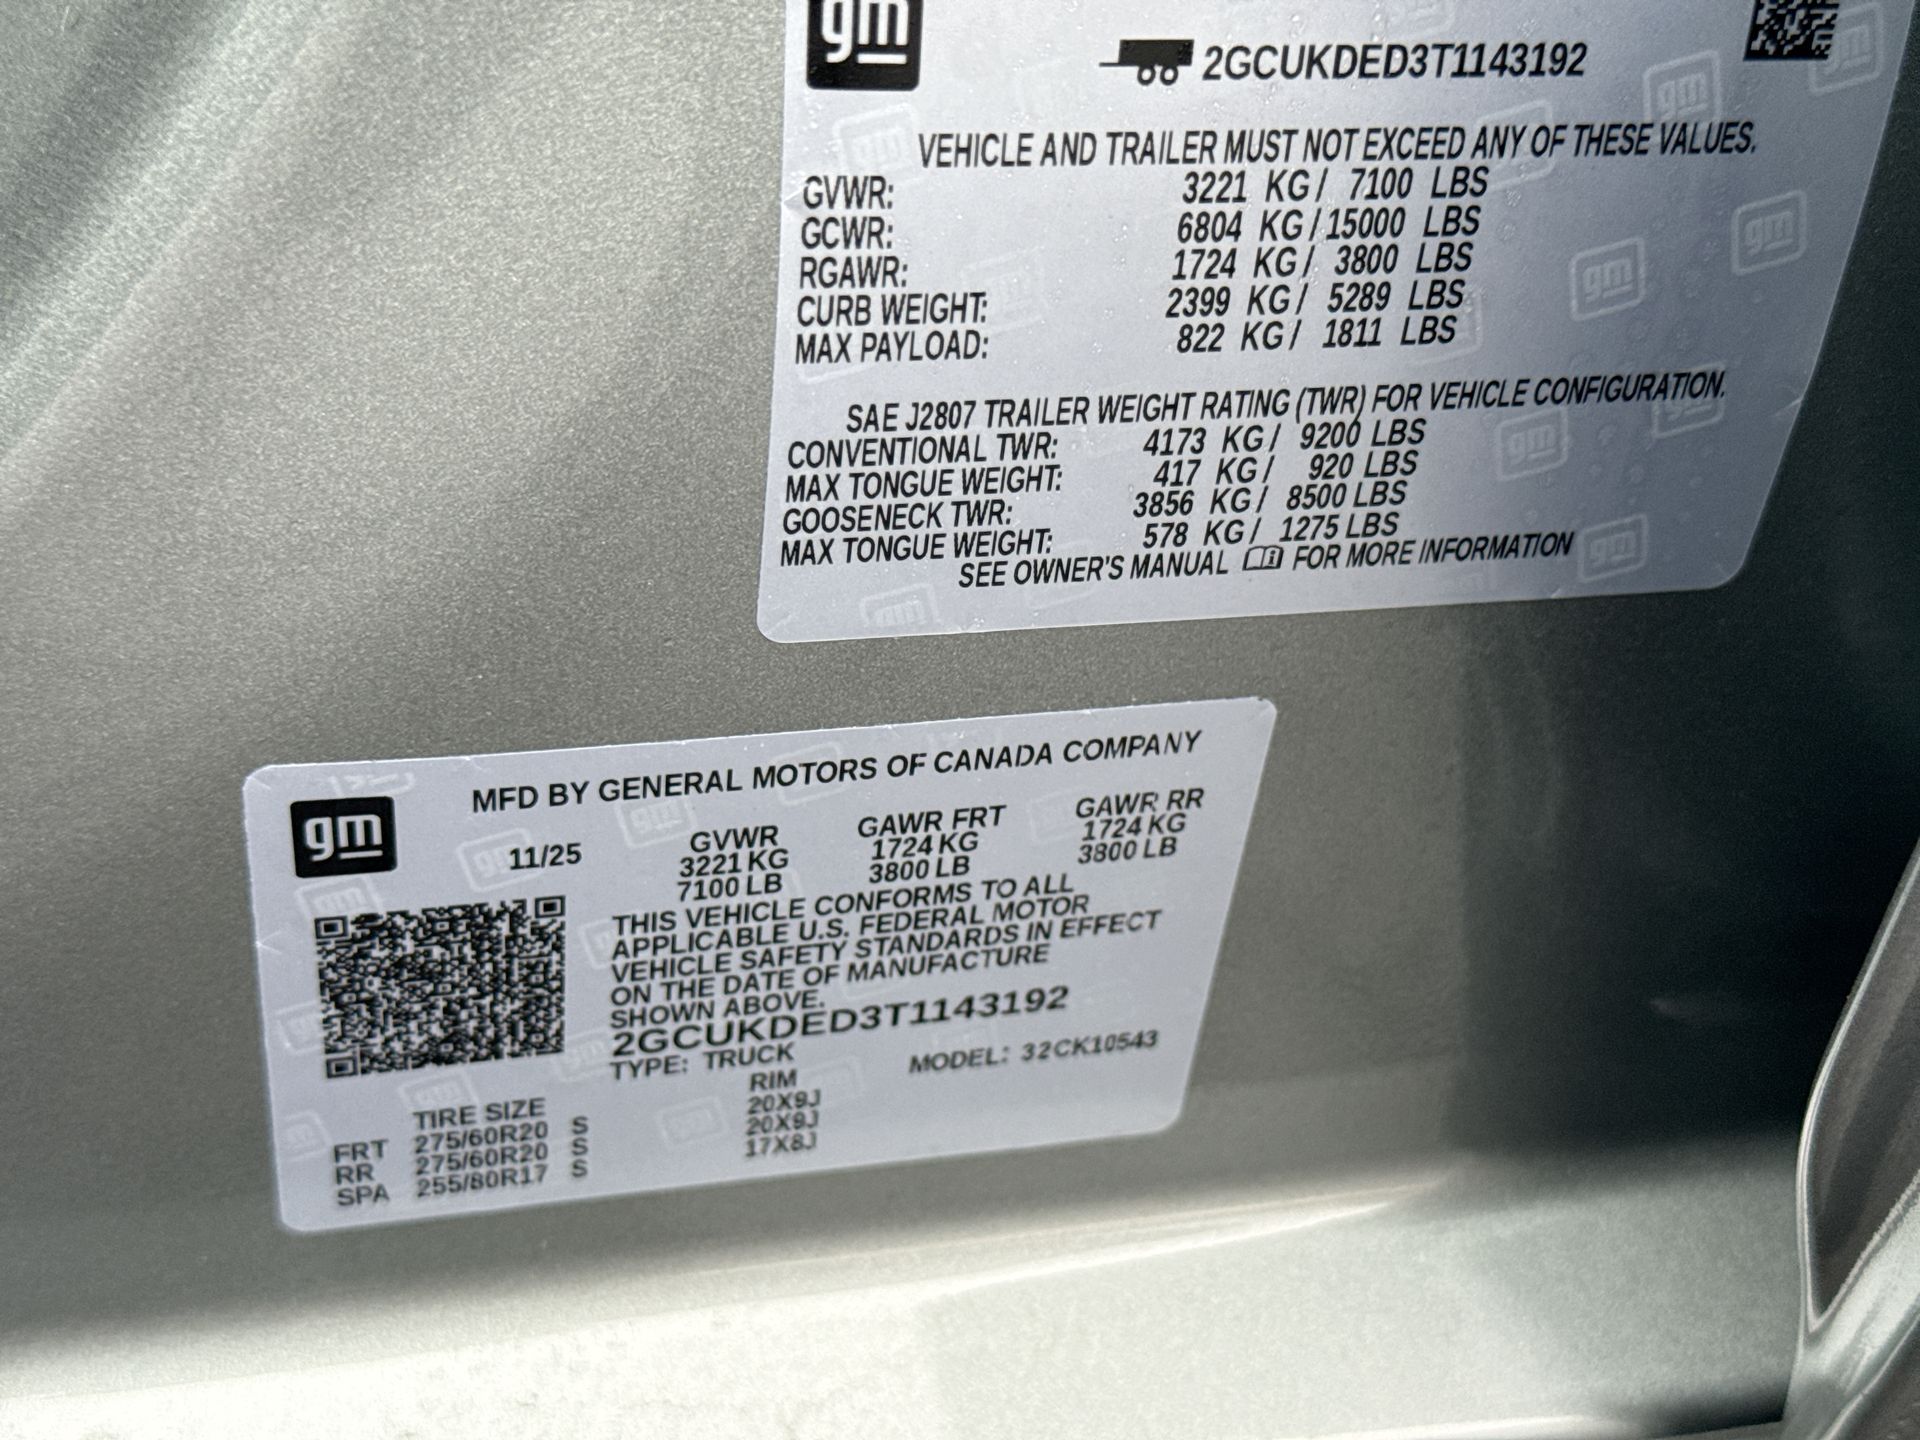 gm
2GCUKDED3T1143192
VEHICLE AND TRAILER MUST NOT EXCEED ANY OF THESE VALUES.
GVWR: 3221 KG/ 7100 LBS
GCWR: 6804 KG/15000 LBS
RGAWR: 1724 KG/ 3800 LBS
CURB WEIGHT: 2399 KG/ 5289 LBS
MAX PAYLOAD: 822 KG/ 1811 LBS
SAE J2807 TRAILER WEIGHT RATING (TWR) FOR VEHICLE CONFIGURATION.
CONVENTIONAL TWR: 4173 KG/ 9200 LBS
MAX TONGUE WEIGHT: 417 KG/ 920 LBS
GOOSENECK TWR: 3856 KG/ 8500 LBS
MAX TONGUE WEIGHT: 578 KG/ 1275 LBS
SEE OWNER'S MANUAL FOR MORE INFORMATION
MFD BY GENERAL MOTORS OF CANADA COMPANY
gm
11/25
GVWR GAWR FRT GAWR RR
3221 KG 1724 KG 1724 KG
7100 LB 3800 LB 3800 LB
THIS VEHICLE CONFORMS TO ALL
APPLICABLE U.S. FEDERAL MOTOR
VEHICLE SAFETY STANDARDS IN EFFECT
ON THE DATE OF MANUFACTURE
SHOWN ABOVE.
2GCUKDED3T1143192
TYPE: TRUCK MODEL: 32CK10543
TIRE SIZE RIM
FRT 275/60R20 S 20X9J
RR 275/60R20 S 20X9J
SPA 255/80R17 S 17X8J